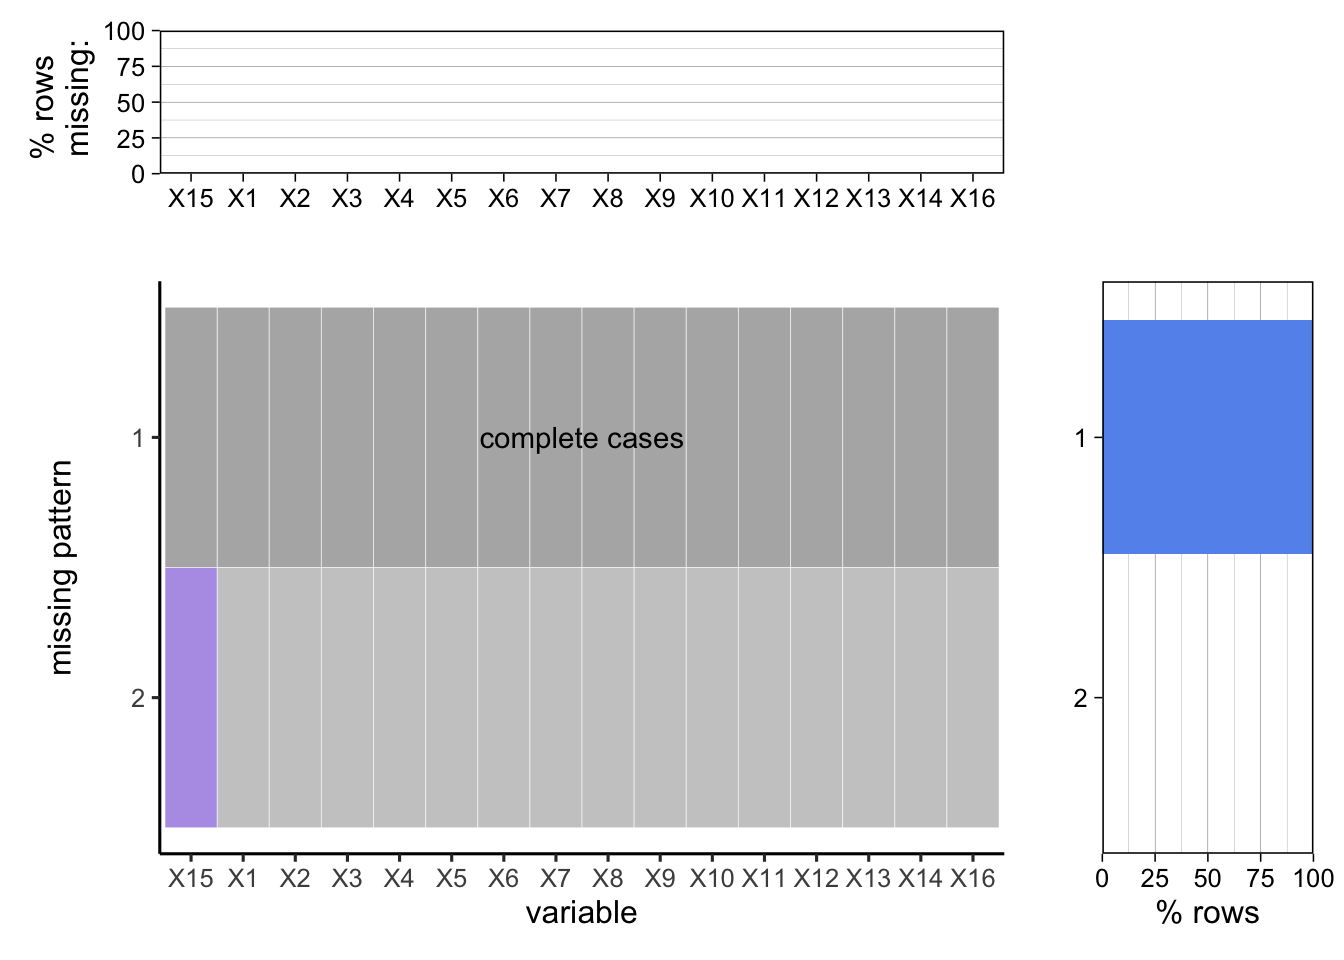 % rows
missing:
100
75
50
25
0
X15 X1 X2 X3 X4 X5 X6 X7 X8 X9 X10 X11 X12 X13 X14 X16
missing pattern
1
complete cases
2
X15 X1 X2 X3 X4 X5 X6 X7 X8 X9 X10 X11 X12 X13 X14 X16
variable
1
2
0 25 50 75 100
% rows